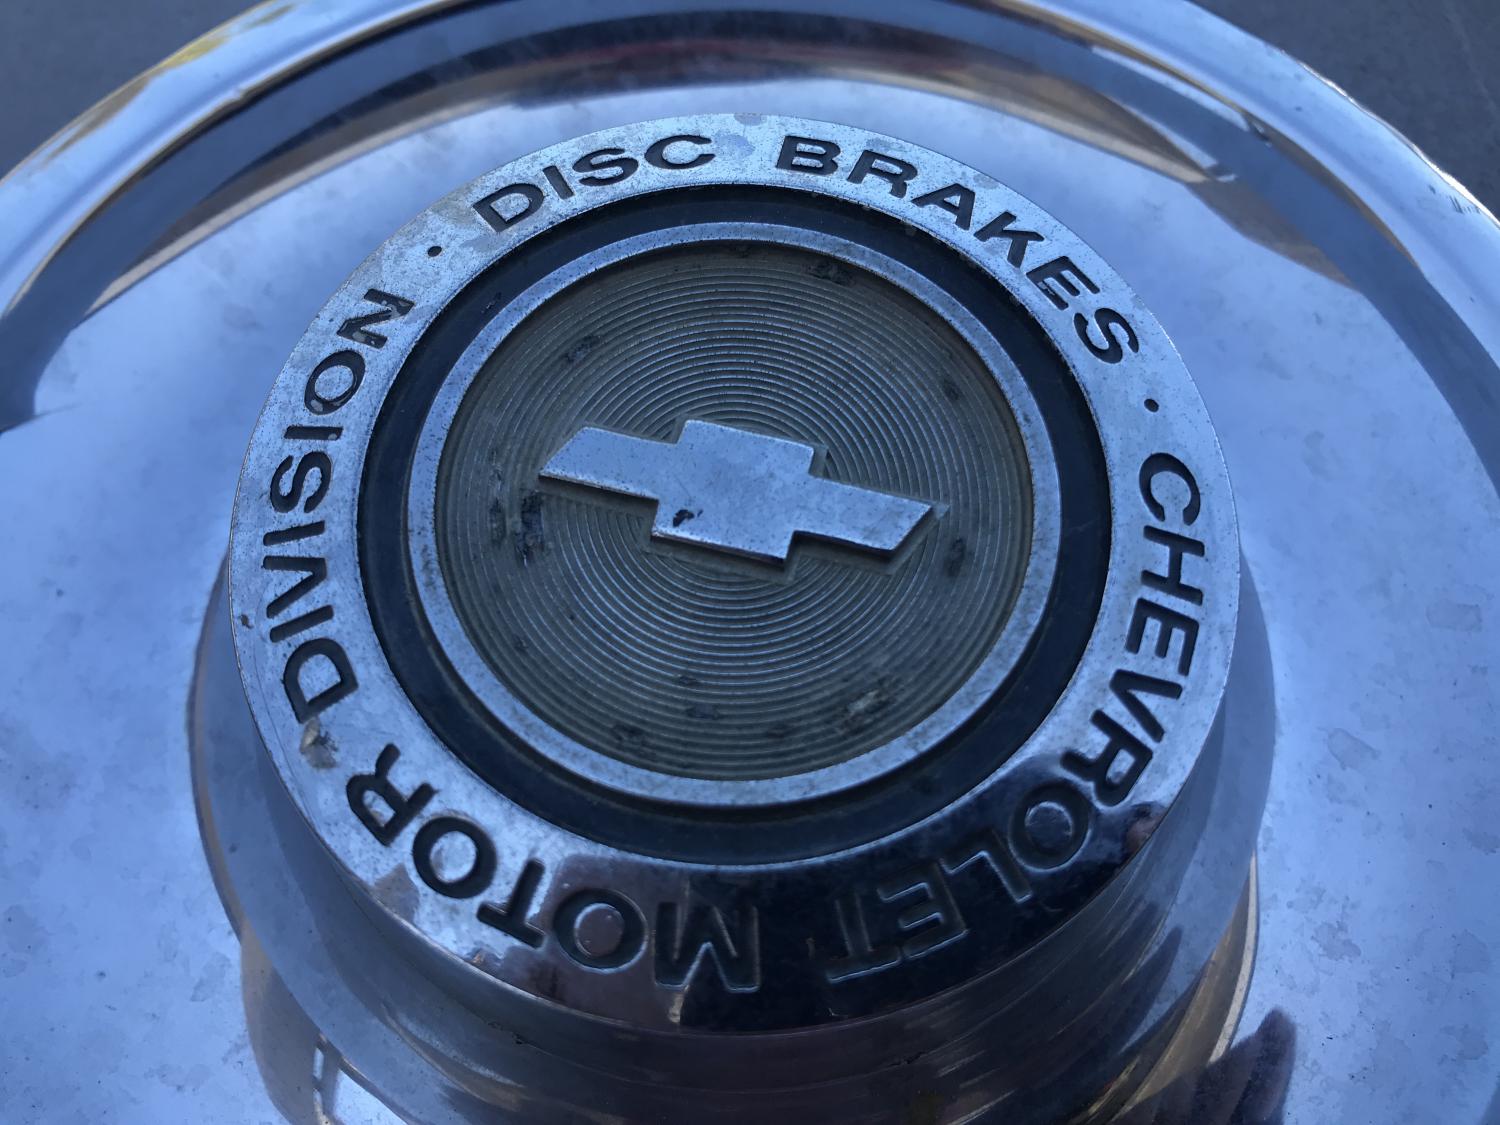 DISC BRAKES · CHEVROLET MOTOR DIVISION ·